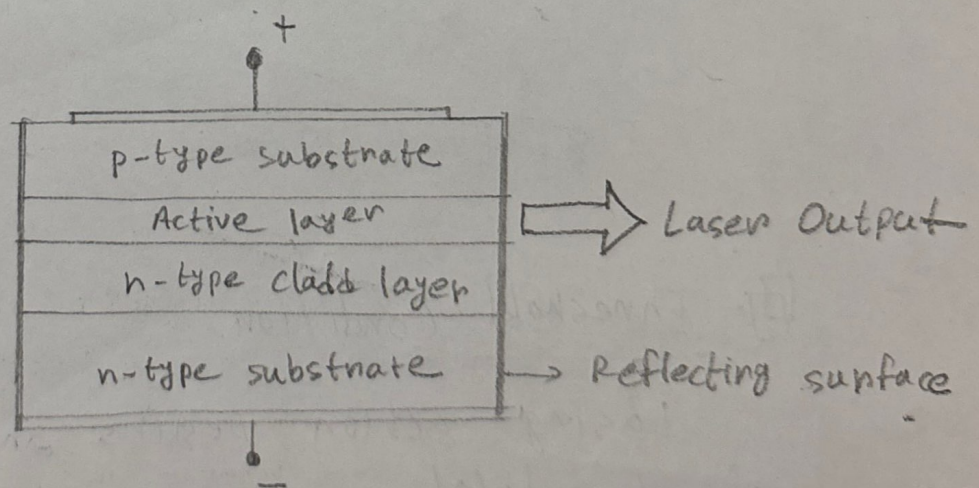 +
p-type substrate
Active layer
Laser Output
n-type cladd layer
n-type substrate
Reflecting surface
-